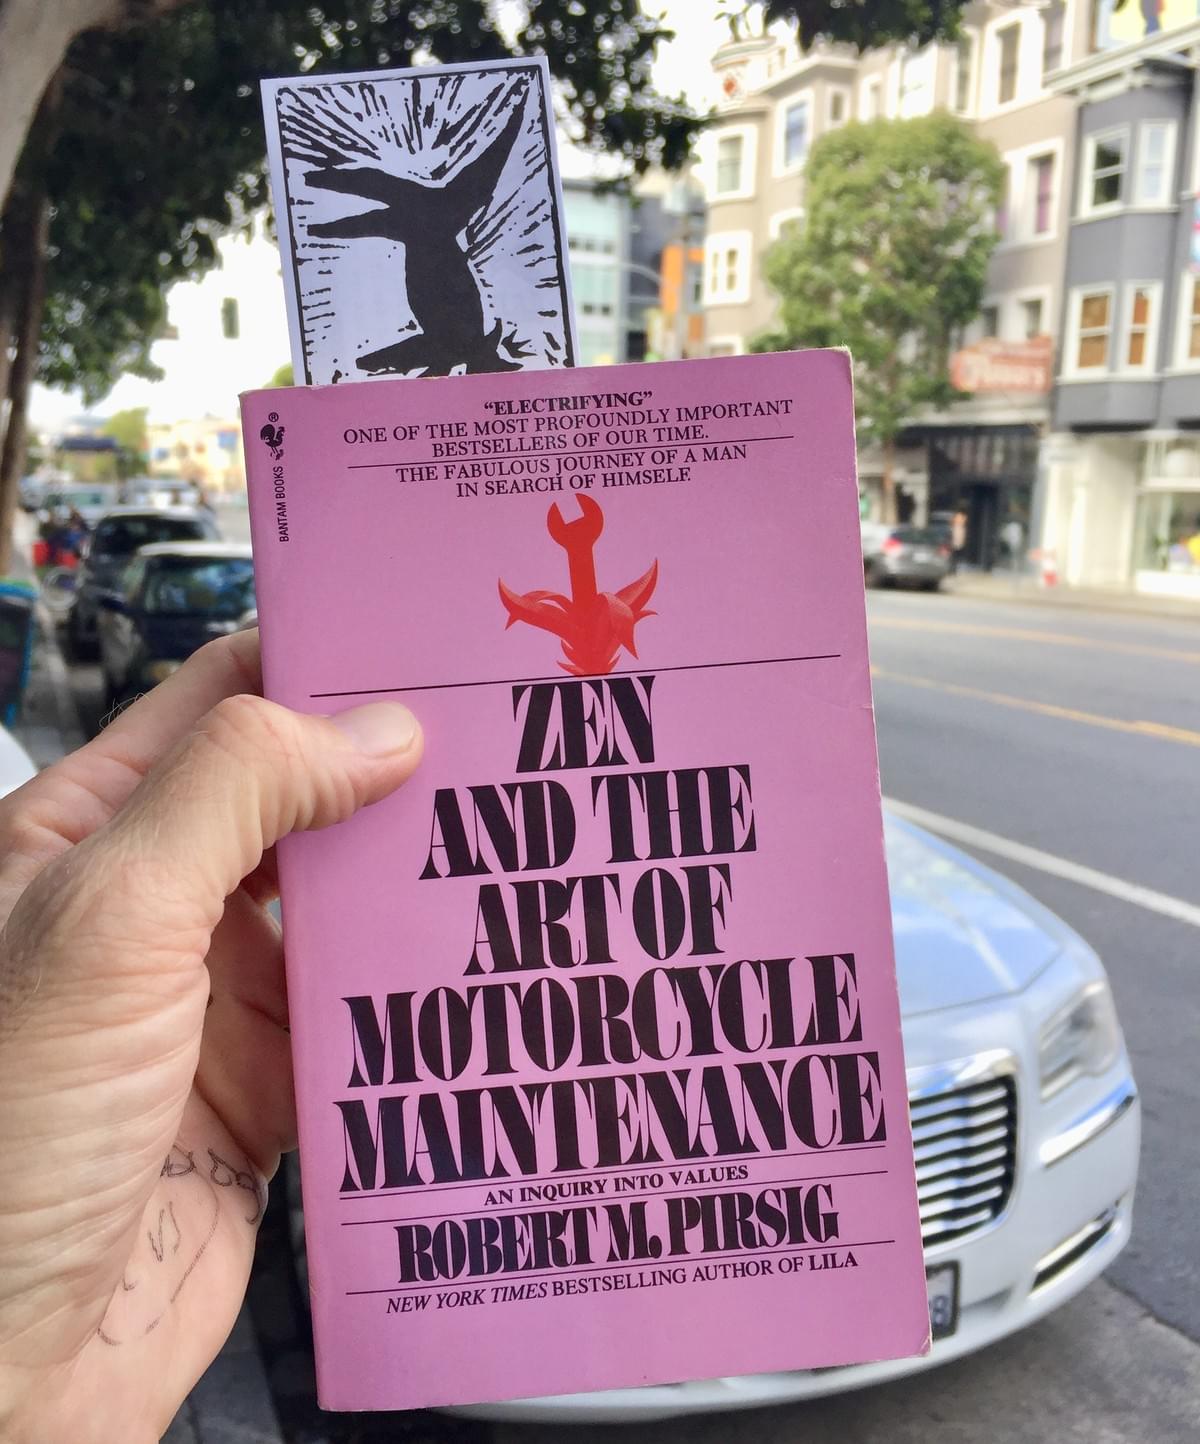 “ELECTRIFYING”
ONE OF THE MOST PROFOUNDLY IMPORTANT
BESTSELLERS OF OUR TIME.
THE FABULOUS JOURNEY OF A MAN
IN SEARCH OF HIMSELF.
BANTAM BOOKS ®
ZEN
AND THE
ART OF
MOTORCYCLE
MAINTENANCE
AN INQUIRY INTO VALUES
ROBERT M. PIRSIG
NEW YORK TIMES BESTSELLING AUTHOR OF LILA